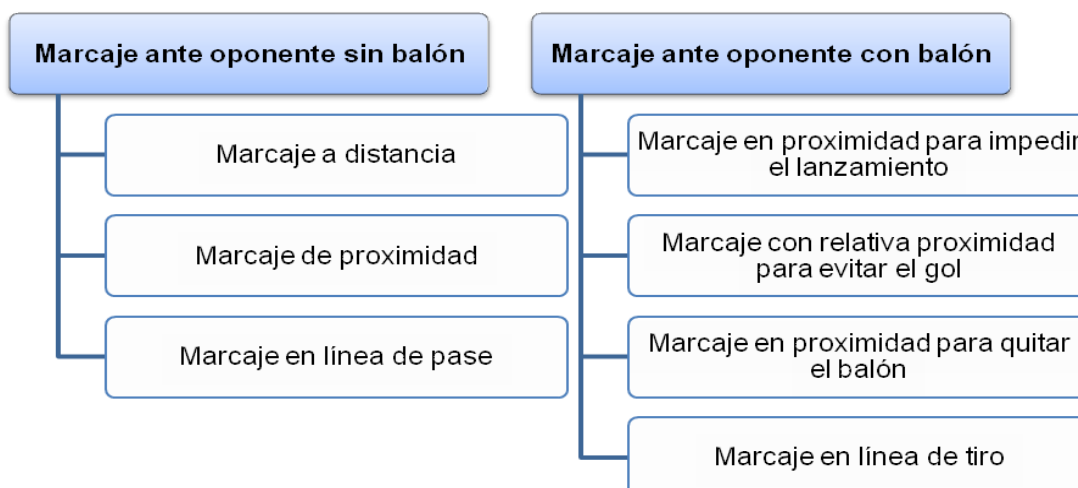 Marcaje ante oponente sin balón
Marcaje a distancia
Marcaje de proximidad
Marcaje en línea de pase
Marcaje ante oponente con balón
Marcaje en proximidad para impedir
el lanzamiento
Marcaje con relativa proximidad
para evitar el gol
Marcaje en proximidad para quitar
el balón
Marcaje en línea de tiro